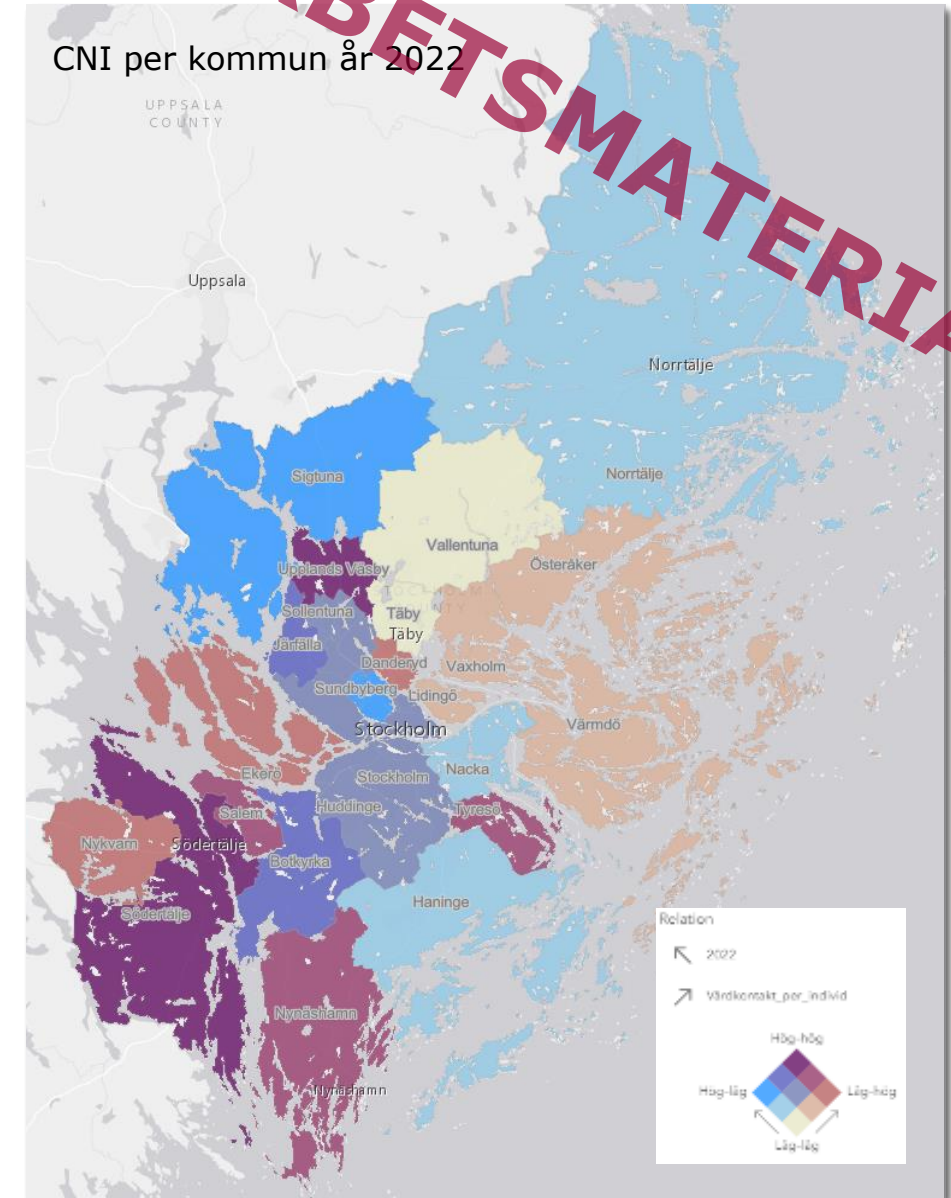 CNI per kommun år 2022
BETSMATERIA
UPPSALA
COUNTY
Uppsala
Norrtälje
Norrtälje
Sigtuna
Vallentuna
Österåker
Upplands Väsby
Sollentuna
Täby
Täby
Järfälla
Danderyd
Vaxholm
Sundbyberg
Lidingö
Värmdö
Stockholm
Ekerö
Stockholm
Nacka
Salem
Huddinge
Tyresö
Nykvarn
Södertälje
Botkyrka
Haninge
Södertälje
Nynäshamn
Nynäshamn
Relation
2022
Vårdkontakt_per_individ
Hög-hög
Hög-låg
Låg-hög
Låg-låg